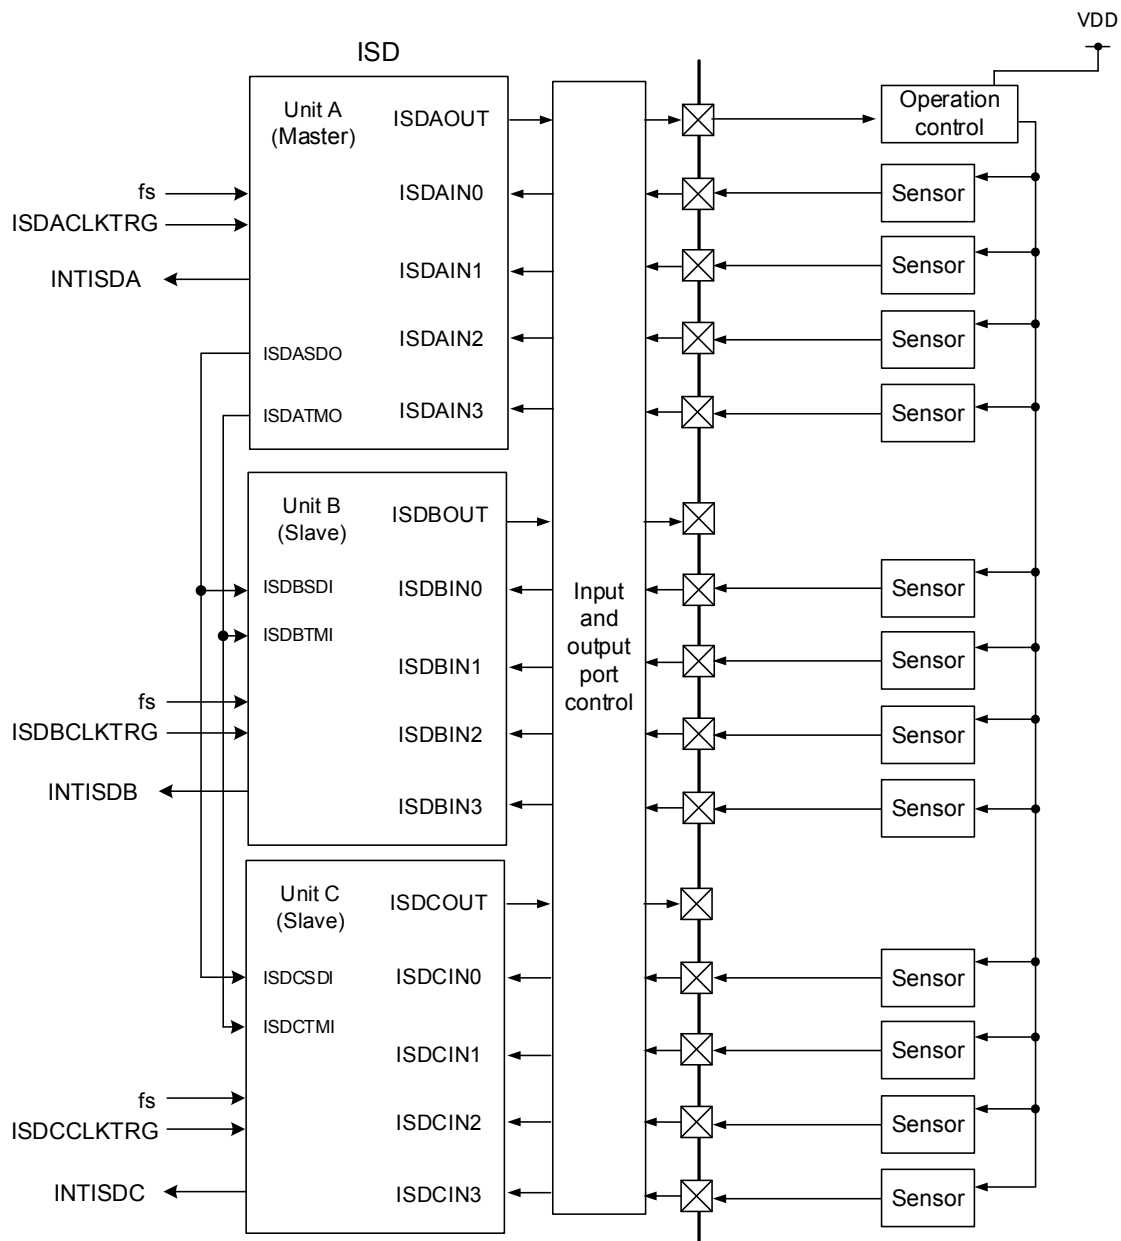 VDD
ISD
Unit A
(Master)
ISDAOUT
Operation
control
fs
ISDACLKTRG
INTISDA
ISDAIN0
Sensor
ISDAIN1
Sensor
ISDAIN2
Sensor
ISDASDO
ISDATMO
ISDAIN3
Sensor
Unit B
(Slave)
ISDBOUT
ISDBSDI
ISDBTMI
ISDBIN0
Sensor
Input
and
output
port
control
ISDBIN1
Sensor
fs
ISDBCLKTRG
ISDBIN2
Sensor
INTISDB
ISDBIN3
Sensor
Unit C
(Slave)
ISDCOUT
ISDCSDI
ISDCTMI
ISDCIN0
Sensor
ISDCIN1
Sensor
fs
ISDCCLKTRG
ISDCIN2
Sensor
INTISDC
ISDCIN3
Sensor